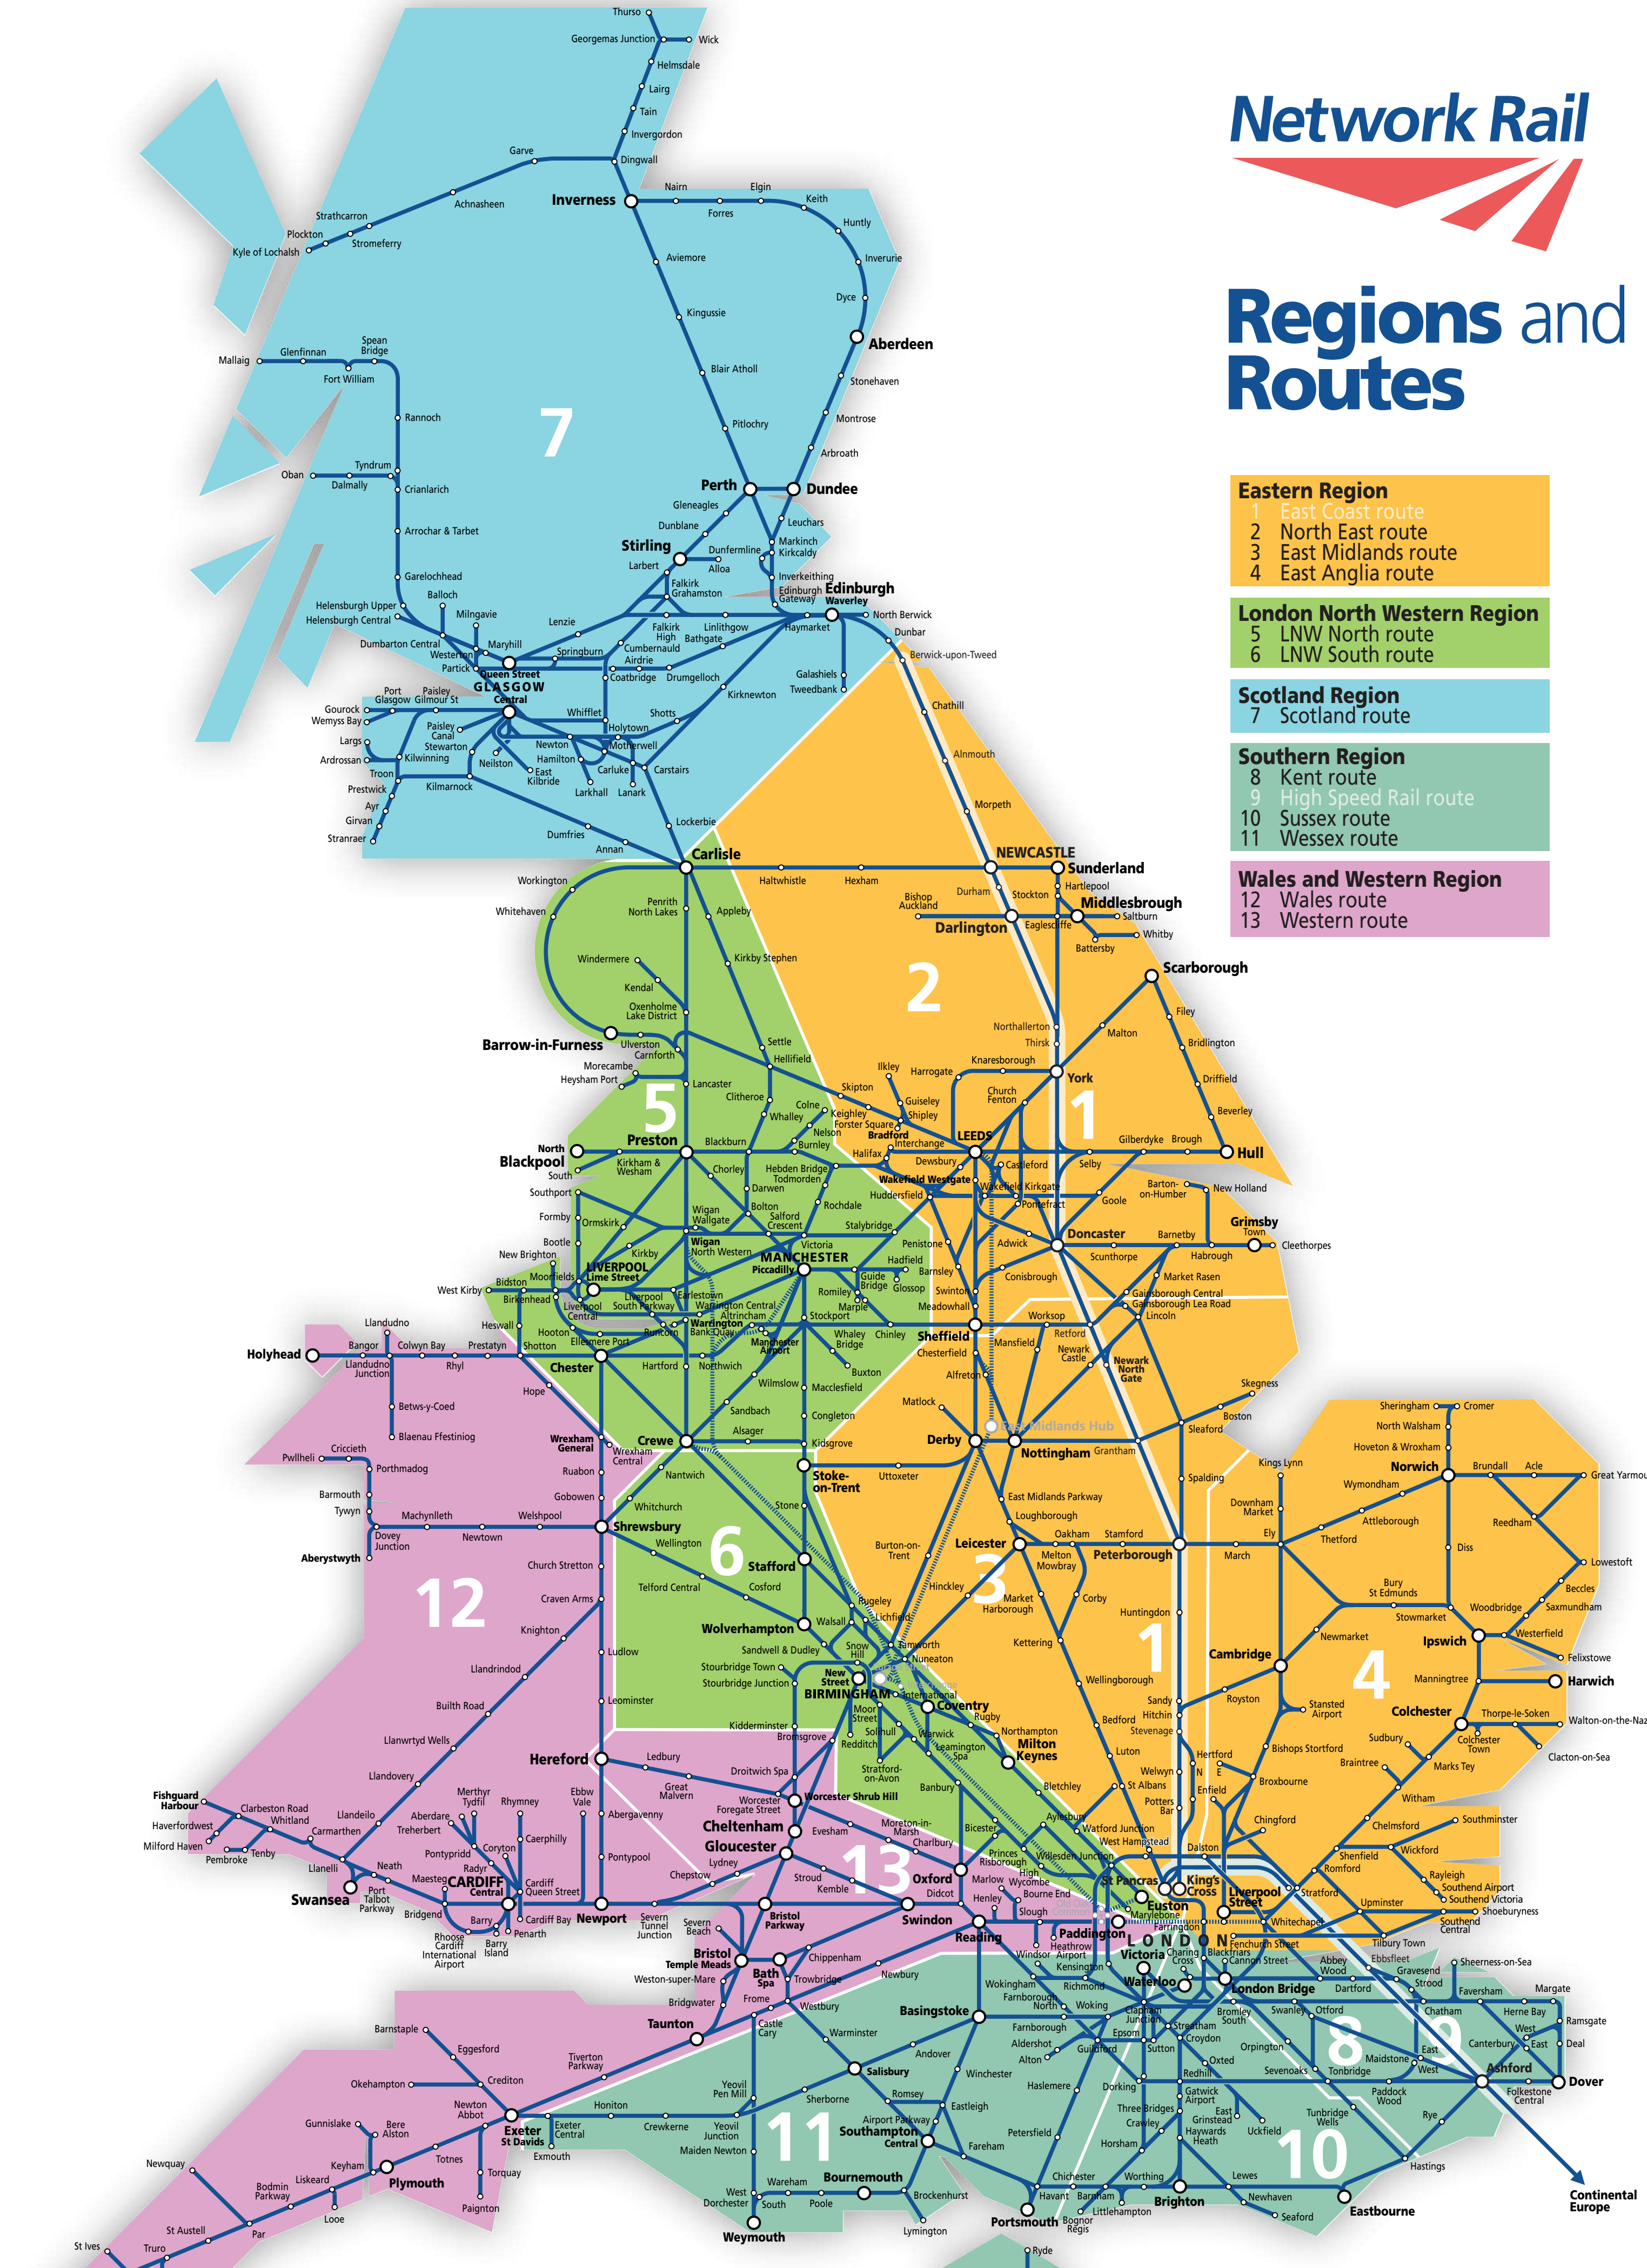 Network Rail
Regions and
Routes
Eastern Region
1 East Coast route
2 North East route
3 East Midlands route
4 East Anglia route
London North Western Region
5 LNW North route
6 LNW South route
Scotland Region
7 Scotland route
Southern Region
8 Kent route
9 High Speed Rail route
10 Sussex route
11 Wessex route
Wales and Western Region
12 Wales route
13 Western route
Thurso
Georgemas Junction
Wick
Helmsdale
Lairg
Tain
Invergordon
Dingwall
Garve
Achnasheen
Strathcarron
Plockton
Stromeferry
Kyle of Lochalsh
Inverness
Nairn
Forres
Elgin
Keith
Huntly
Inverurie
Dyce
Aberdeen
Aviemore
Kingussie
Blair Atholl
Pitlochry
Stonehaven
Montrose
Arbroath
Mallaig
Glenfinnan
Spean
Bridge
Fort William
Rannoch
7
Oban
Tyndrum
Dalmally
Crianlarich
Arrochar & Tarbet
Garelochhead
Perth
Dundee
Gleneagles
Dunblane
Leuchars
Stirling
Dunfermline
Markinch
Kirkcaldy
Larbert
Alloa
Inverkeithing
Falkirk
Grahamston
Edinburgh
Gateway
Edinburgh
Waverley
Helensburgh Upper
Helensburgh Central
Balloch
Milngavie
Lenzie
Falkirk
High
Linlithgow
Bathgate
Haymarket
North Berwick
Dunbar
Dumbarton Central
Maryhill
Westerton
Springburn
Cumbernauld
Airdrie
Berwick-upon-Tweed
Partick
Queen Street
GLASGOW
Central
Coatbridge
Drumgelloch
Galashiels
Tweedbank
Kirknewton
Port
Glasgow
Paisley
Gilmour St
Gourock
Wemyss Bay
Paisley
Canal
Whifflet
Shotts
Holytown
Chathill
Largs
Stewarton
Newton
Motherwell
Ardrossan
Kilwinning
Neilston
Hamilton
Carluke
Carstairs
Alnmouth
Troon
East
Kilbride
Kilmarnock
Larkhall
Lanark
Prestwick
Ayr
Girvan
Stranraer
Lockerbie
Morpeth
Dumfries
Annan
Carlisle
NEWCASTLE
Sunderland
Workington
Haltwhistle
Hexham
Durham
Stockton
Hartlepool
Whitehaven
Penrith
North Lakes
Appleby
Bishop
Auckland
Middlesbrough
Saltburn
Darlington
Eaglescliffe
Whitby
Battersby
Windermere
Kirkby Stephen
Kendal
2
Scarborough
Oxenholme
Lake District
Barrow-in-Furness
Ulverston
Carnforth
Settle
Northallerton
Thirsk
Malton
Filey
Bridlington
Hellifield
Morecambe
Heysham Port
5
Lancaster
Clitheroe
Skipton
Ilkley
Harrogate
Knaresborough
York
1
Driffield
Colne
Keighley
Guiseley
Church
Fenton
Whalley
Forster Square
Shipley
Beverley
Nelson
Bradford
Interchange
LEEDS
Preston
Blackburn
Burnley
Gilberdyke
Brough
Hull
North
Blackpool
South
Kirkham &
Wesham
Halifax
Dewsbury
Castleford
Selby
Chorley
Hebden Bridge
Todmorden
Wakefield Westgate
Wakefield Kirkgate
Barton-
on-Humber
New Holland
Southport
Darwen
Huddersfield
Pontefract
Goole
Formby
Ormskirk
Wigan
Wallgate
Bolton
Salford
Crescent
Rochdale
Stalybridge
Grimsby
Town
Bootle
Kirkby
Wigan
North Western
Victoria
Penistone
Adwick
Doncaster
Barnetby
Cleethorpes
New Brighton
MANCHESTER
Piccadilly
Hadfield
Scunthorpe
Habrough
Moorfields
LIVERPOOL
Lime Street
Guide
Bridge
Glossop
Barnsley
Conisbrough
Market Rasen
West Kirby
Bidston
Birkenhead
Liverpool
Central
Liverpool
South Parkway
Earlestown
Romiley
Marple
Swinton
Gainsborough Central
Gainsborough Lea Road
Warrington Central
Altrincham
Meadowhall
Lincoln
Heswall
Hooton
Ellesmere Port
Runcorn
Warrington
Bank Quay
Manchester
Airport
Stockport
Chinley
Sheffield
Worksop
Retford
Llandudno
Colwyn Bay
Prestatyn
Shotton
Whaley
Bridge
Mansfield
Holyhead
Bangor
Llandudno
Junction
Rhyl
Chester
Hartford
Northwich
Buxton
Chesterfield
Newark
Castle
Newark
North
Gate
Hope
Wilmslow
Macclesfield
Alfreton
Skegness
Betws-y-Coed
Sandbach
Congleton
Matlock
Boston
Blaenau Ffestiniog
Wrexham
General
Wrexham
Central
Crewe
Alsager
Kidsgrove
East Midlands Hub
Derby
Nottingham
Grantham
Sleaford
Sheringham
Cromer
North Walsham
Hoveton & Wroxham
Pwllheli
Criccieth
Porthmadog
Ruabon
Nantwich
Stoke-
on-Trent
Uttoxeter
Spalding
Kings Lynn
Norwich
Brundall
Acle
Barmouth
Gobowen
Whitchurch
Stone
East Midlands Parkway
Downham
Market
Wymondham
Tywyn
Machynlleth
Welshpool
Loughborough
Attleborough
Reedham
Dovey
Junction
Newtown
Shrewsbury
Wellington
6
Leicester
Oakham
Stamford
Ely
Thetford
Diss
Aberystwyth
Church Stretton
Stafford
Burton-on-
Trent
Melton
Mowbray
Peterborough
March
Lowestoft
12
Telford Central
Cosford
Hinckley
3
Bury
St Edmunds
Beccles
Craven Arms
Rugeley
Market
Harborough
Corby
Huntingdon
Stowmarket
Woodbridge
Saxmundham
Knighton
Wolverhampton
Walsall
Lichfield
Newmarket
Westerfield
Ludlow
Sandwell & Dudley
Snow
Hill
Tamworth
Kettering
1
Cambridge
Ipswich
Felixstowe
Llandrindod
Stourbridge Town
Stourbridge Junction
New
Street
BIRMINGHAM
Nuneaton
International
Wellingborough
4
Manningtree
Harwich
Leominster
Builth Road
Moor
Street
Coventry
Rugby
Sandy
Royston
Stansted
Airport
Colchester
Thorpe-le-Soken
Kidderminster
Bromsgrove
Solihull
Warwick
Northampton
Bedford
Hitchin
Stevenage
Llanwrtyd Wells
Redditch
Leamington
Spa
Milton
Keynes
Sudbury
Colchester
Town
Hereford
Ledbury
Stratford-
on-Avon
Luton
Bishops Stortford
Clacton-on-Sea
Llandovery
Great
Malvern
Droitwich Spa
Banbury
Bletchley
Welwyn
Hertford
N
E
Braintree
Marks Tey
Fishguard
Harbour
Clarbeston Road
Merthyr
Tydfil
Rhymney
Ebbw
Vale
Worcester
Foregate Street
Worcester Shrub Hill
St Albans
Enfield
Broxbourne
Witham
Haverfordwest
Whitland
Llandeilo
Aberdare
Abergavenny
Cheltenham
Evesham
Moreton-in-
Marsh
Bicester
Aylesbury
Potters
Bar
Chingford
Southminster
Milford Haven
Carmarthen
Treherbert
Caerphilly
Gloucester
Charlbury
Watford Junction
Chelmsford
Pembroke
Tenby
Pontypridd
Coryton
Pontypool
Lydney
Princes
Risborough
West Hampstead
Dalston
Wickford
Llanelli
Neath
Radyr
Chepstow
Stroud
13
Oxford
High
Wycombe
Willesden Junction
Shenfield
Romford
Swansea
Port
Talbot
Parkway
Maesteg
CARDIFF
Central
Cardiff
Queen Street
Kemble
Didcot
Marlow
Bourne End
St Pancras
King's
Cross
Liverpool
Street
Stratford
Rayleigh
Southend Airport
Southend Victoria
Bridgend
Barry
Cardiff Bay
Newport
Severn
Tunnel
Junction
Bristol
Parkway
Swindon
Henley
Slough
Euston
Marylebone
Upminster
Shoeburyness
Rhoose
Cardiff
International
Airport
Barry
Island
Penarth
Severn
Beach
Reading
Paddington
Farringdon
Whitechapel
Southend
Central
Windsor
Heathrow
Airport
LONDON
Fenchurch Street
Tilbury Town
Bristol
Temple Meads
Chippenham
Victoria
Charing
Cross
Blackfriars
Cannon Street
Abbey
Wood
Ebbsfleet
Bath
Spa
Newbury
Kensington
Gravesend
Sheerness-on-Sea
Weston-super-Mare
Trowbridge
Wokingham
Richmond
Waterloo
London Bridge
Dartford
Strood
Bridgwater
Frome
Westbury
Farnborough
North
Woking
Clapham
Junction
Bromley
South
Swanley
Otford
Chatham
Faversham
Herne Bay
Margate
Taunton
Castle
Cary
Warminster
Basingstoke
Farnborough
Epsom
Streatham
Croydon
8
9
Ramsgate
Barnstaple
Aldershot
Guildford
Sutton
Orpington
Canterbury
West
East
Deal
Eggesford
Tiverton
Parkway
Andover
Alton
Oxted
Sevenoaks
Maidstone
East
West
Ashford
Okehampton
Crediton
Yeovil
Pen Mill
Salisbury
Winchester
Haslemere
Dorking
Redhill
Tonbridge
Dover
Newton
Abbot
Honiton
Sherborne
Romsey
Gatwick
Airport
Paddock
Wood
Folkestone
Central
Gunnislake
Bere
Alston
Exeter
St Davids
Exeter
Central
Crewkerne
Yeovil
Junction
11
Airport Parkway
Eastleigh
Three Bridges
East
Grinstead
Tunbridge
Wells
Rye
Exmouth
Maiden Newton
Southampton
Central
Petersfield
Crawley
Haywards
Heath
Uckfield
Newquay
Keyham
Totnes
Fareham
Horsham
10
Hastings
Liskeard
Plymouth
Torquay
Bodmin
Parkway
Wareham
Bournemouth
Chichester
Worthing
Lewes
Looe
Paignton
West
Dorchester
South
Poole
Brockenhurst
Havant
Barnham
Brighton
Newhaven
Eastbourne
Continental
Europe
St Austell
Par
Weymouth
Lymington
Portsmouth
Bognor
Regis
Littlehampton
Seaford
St Ives
Truro
Ryde